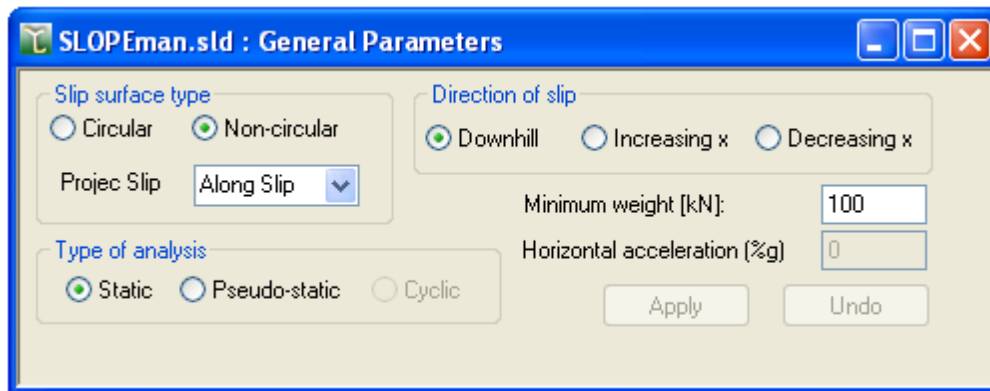 SLOPEman.sld : General Parameters
Slip surface type
Circular Non-circular
Projec Slip Along Slip
Direction of slip
Downhill Increasing x Decreasing x
Minimum weight [kN]: 100
Horizontal acceleration (%g) 0
Type of analysis
Static Pseudo-static Cyclic
Apply Undo